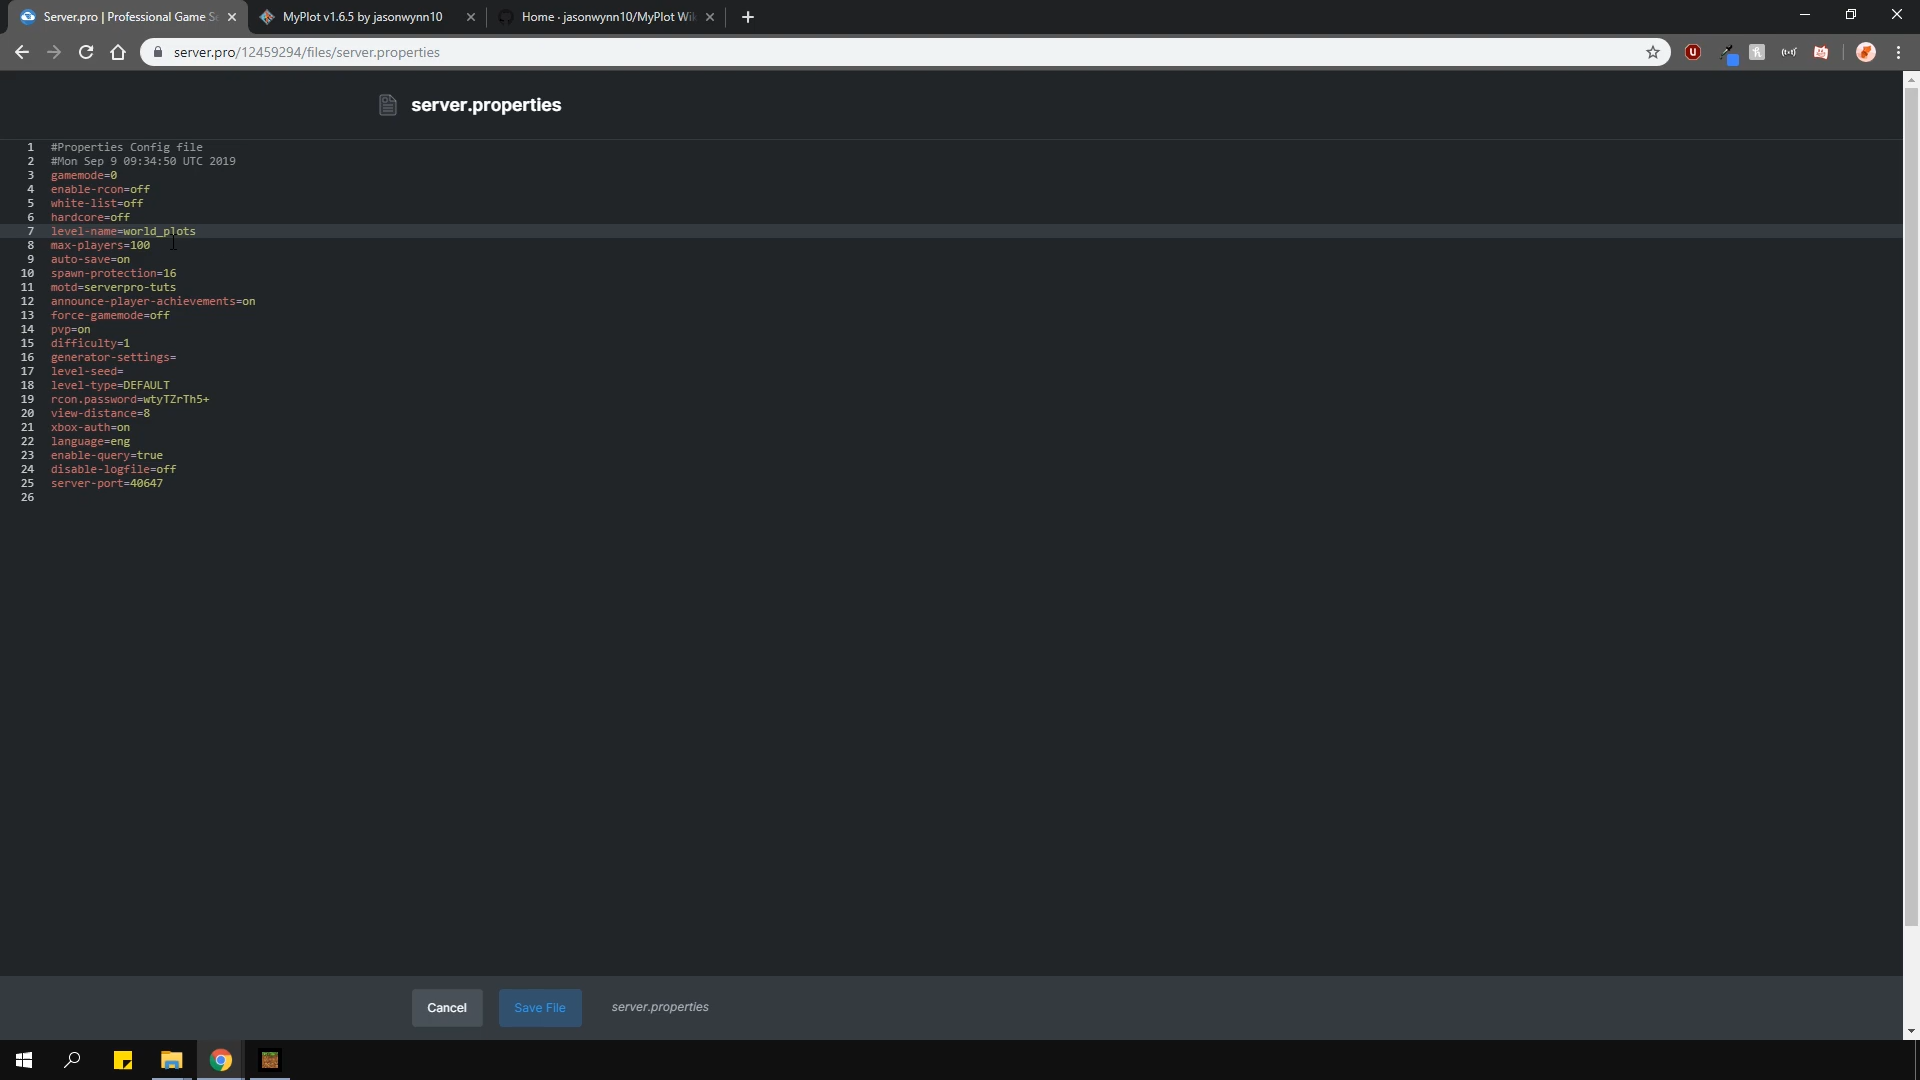 Server.pro | Professional Game S
MyPlot v1.6.5 by jasonwynn10
Home · jasonwynn10/MyPlot Wi
server.pro/12459294/files/server.properties
server.properties
1 #Properties Config file
2 #Mon Sep 9 09:34:50 UTC 2019
3 gamemode=0
4 enable-rcon=off
5 white-list=off
6 hardcore=off
7 level-name=world_plots
8 max-players=100
9 auto-save=on
10 spawn-protection=16
11 motd=serverpro-tuts
12 announce-player-achievements=on
13 force-gamemode=off
14 pvp=on
15 difficulty=1
16 generator-settings=
17 level-seed=
18 level-type=DEFAULT
19 rcon.password=wtyTZrTh5+
20 view-distance=8
21 xbox-auth=on
22 language=eng
23 enable-query=true
24 disable-logfile=off
25 server-port=40647
26
Cancel
Save File
server.properties